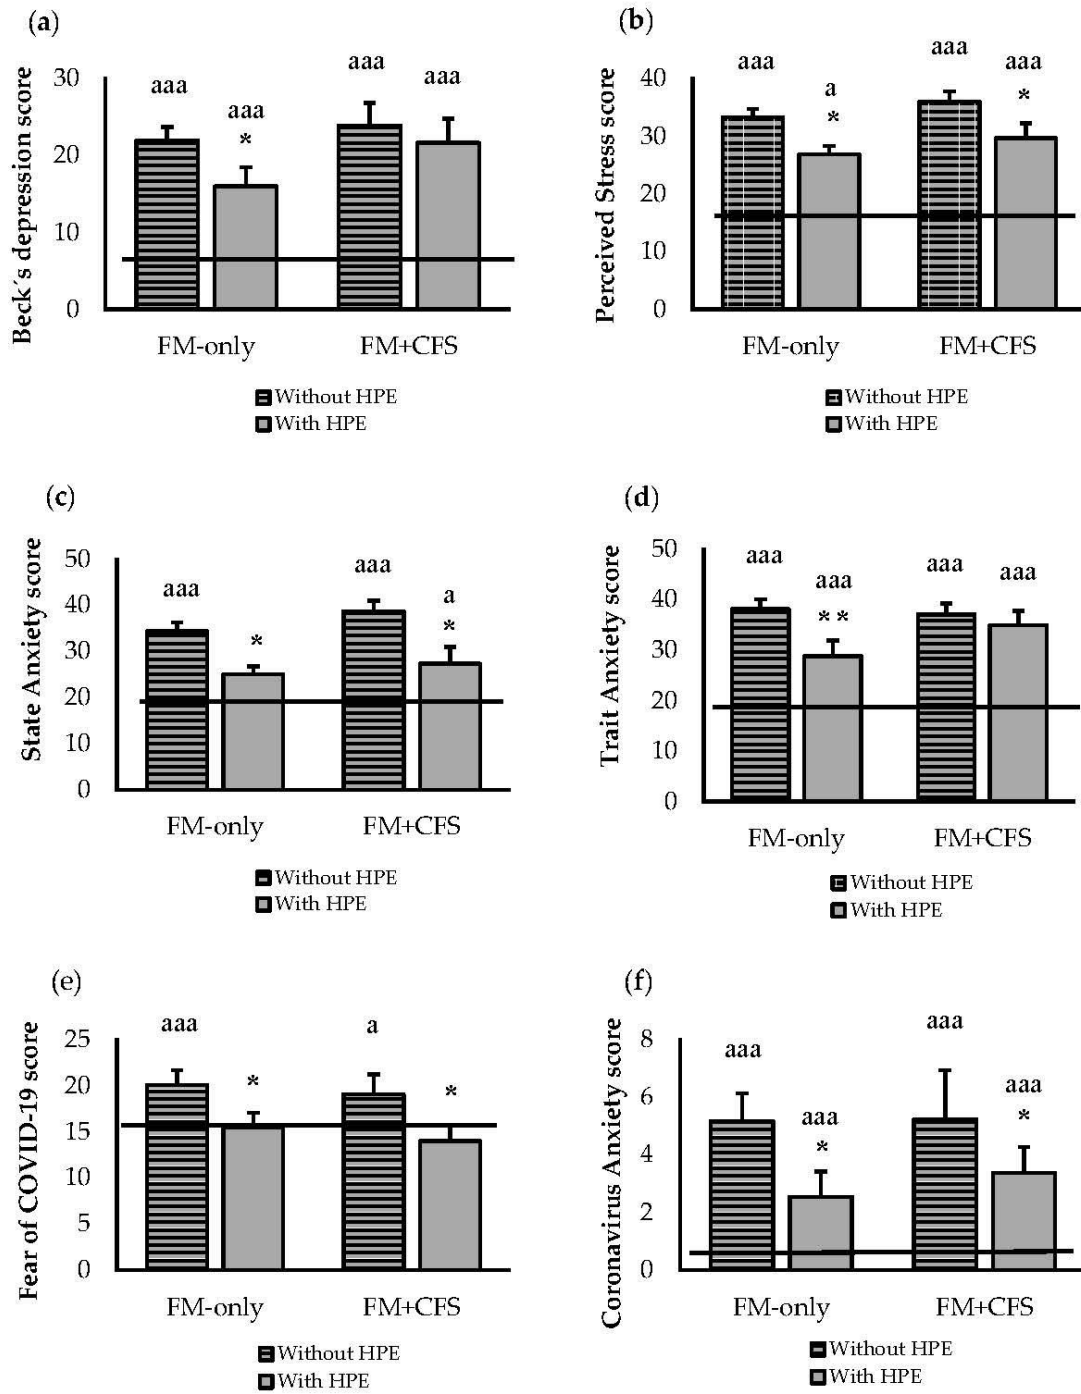 (a)
Beck´s depression score
30
20
10
0
aaa
aaa
*
aaa
aaa
FM-only
FM+CFS
Without HPE
With HPE
(b)
Perceived Stress score
40
30
20
10
0
aaa
a
*
aaa
aaa
*
FM-only
FM+CFS
Without HPE
With HPE
(c)
State Anxiety score
50
40
30
20
10
0
aaa
*
aaa
a
*
FM-only
FM+CFS
Without HPE
With HPE
(d)
Trait Anxiety score
50
40
30
20
10
0
aaa
aaa
**
aaa
aaa
FM-only
FM+CFS
Without HPE
With HPE
(e)
Fear of COVID-19 score
25
20
15
10
5
0
aaa
*
a
*
FM-only
FM+CFS
Without HPE
With HPE
(f)
Coronavirus Anxiety score
8
6
4
2
0
aaa
aaa
*
aaa
aaa
*
FM-only
FM+CFS
Without HPE
With HPE